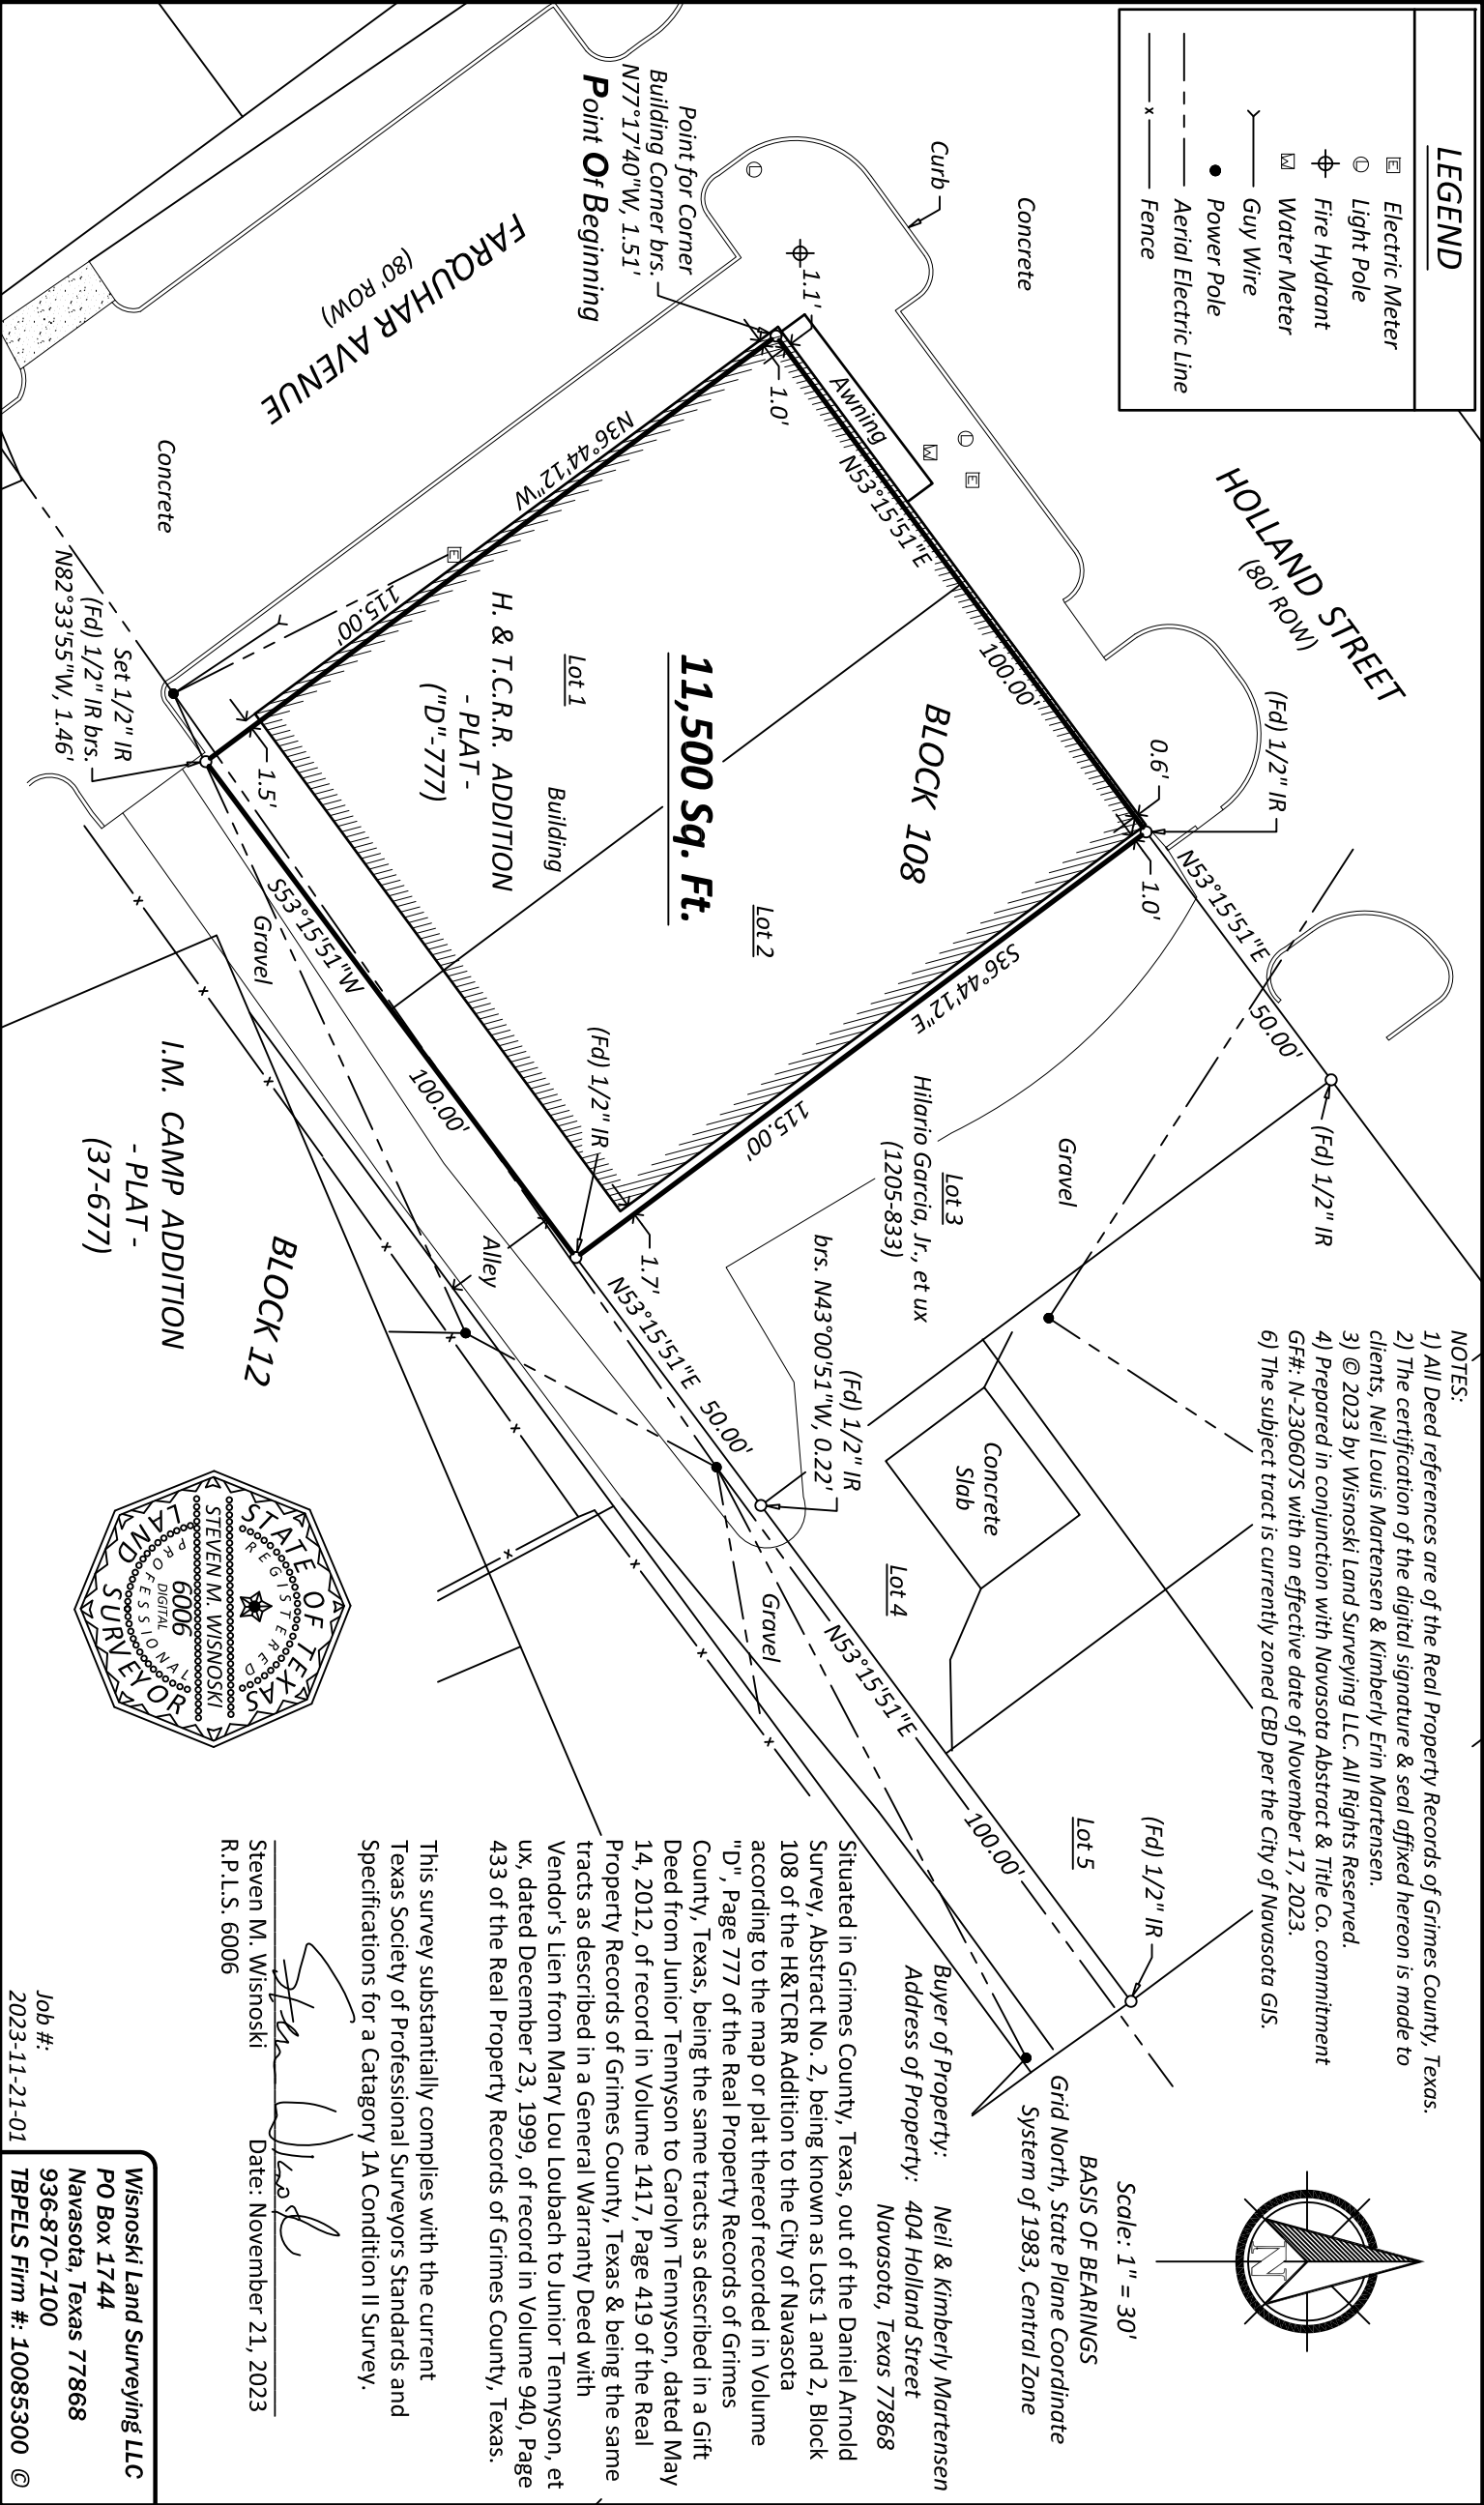 LEGEND
E Electric Meter
L Light Pole
Fire Hydrant
W Water Meter
Guy Wire
Power Pole
Aerial Electric Line
x Fence
HOLLAND STREET
(80' ROW)
Concrete
Curb
Point for Corner
Building Corner brs.
N77°17'40"W, 1.51'
Point Of Beginning
1.1'
1.0'
Awning
L
L
W
E
N53°15'51"E
100.00'
(Fd) 1/2" IR
0.6'
1.0'
N53°15'51"E
50.00'
(Fd) 1/2" IR
FARQUHAR AVENUE
(80' ROW)
Concrete
N36°44'12"W
115.00'
E
BLOCK 108
11,500 Sq. Ft.
Lot 2
Lot 1
Building
H. & T.C.R.R. ADDITION
- PLAT -
("D"-777)
S36°44'12"E
115.00'
Set 1/2" IR
(Fd) 1/2" IR brs.
N82°33'55"W, 1.46'
1.5'
S53°15'51"W
100.00'
Gravel
(Fd) 1/2" IR
1.7'
Alley
Gravel
Lot 3
Hilario Garcia, Jr., et ux
(1205-833)
(Fd) 1/2" IR
brs. N43°00'51"W, 0.22'
N53°15'51"E 50.00'
Concrete
Slab
Lot 4
Gravel
N53°15'51"E
100.00'
Lot 5
(Fd) 1/2" IR
BLOCK 12
I.M. CAMP ADDITION
- PLAT -
(37-677)
NOTES:
1) All Deed references are of the Real Property Records of Grimes County, Texas.
2) The certification of the digital signature & seal affixed hereon is made to
clients, Neil Louis Martensen & Kimberly Erin Martensen.
3) © 2023 by Wisnoski Land Surveying LLC. All Rights Reserved.
4) Prepared in conjunction with Navasota Abstract & Title Co. commitment
GF#: N-230607S with an effective date of November 17, 2023.
6) The subject tract is currently zoned CBD per the City of Navasota GIS.
N
Scale: 1" = 30'
BASIS OF BEARINGS
Grid North, State Plane Coordinate
System of 1983, Central Zone
Buyer of Property: Neil & Kimberly Martensen
Address of Property: 404 Holland Street
Navasota, Texas 77868
Situated in Grimes County, Texas, out of the Daniel Arnold
Survey, Abstract No. 2, being known as Lots 1 and 2, Block
108 of the H&TCRR Addition to the City of Navasota
according to the map or plat thereof recorded in Volume
"D", Page 777 of the Real Property Records of Grimes
County, Texas, being the same tracts as described in a Gift
Deed from Junior Tennyson to Carolyn Tennyson, dated May
14, 2012, of record in Volume 1417, Page 419 of the Real
Property Records of Grimes County, Texas & being the same
tracts as described in a General Warranty Deed with
Vendor's Lien from Mary Lou Loubach to Junior Tennyson, et
ux, dated December 23, 1999, of record in Volume 940, Page
433 of the Real Property Records of Grimes County, Texas.
This survey substantially complies with the current
Texas Society of Professional Surveyors Standards and
Specifications for a Catagory 1A Condition II Survey.
Steven M. Wisnoski Date: November 21, 2023
R.P.L.S. 6006
STATE OF TEXAS
REGISTERED
STEVEN M. WISNOSKI
6006
DIGITAL
PROFESSIONAL
LAND SURVEYOR
Job #:
2023-11-21-01
Wisnoski Land Surveying LLC
PO Box 1744
Navasota, Texas 77868
936-870-7100
TBPELS Firm #: 10085300 ©